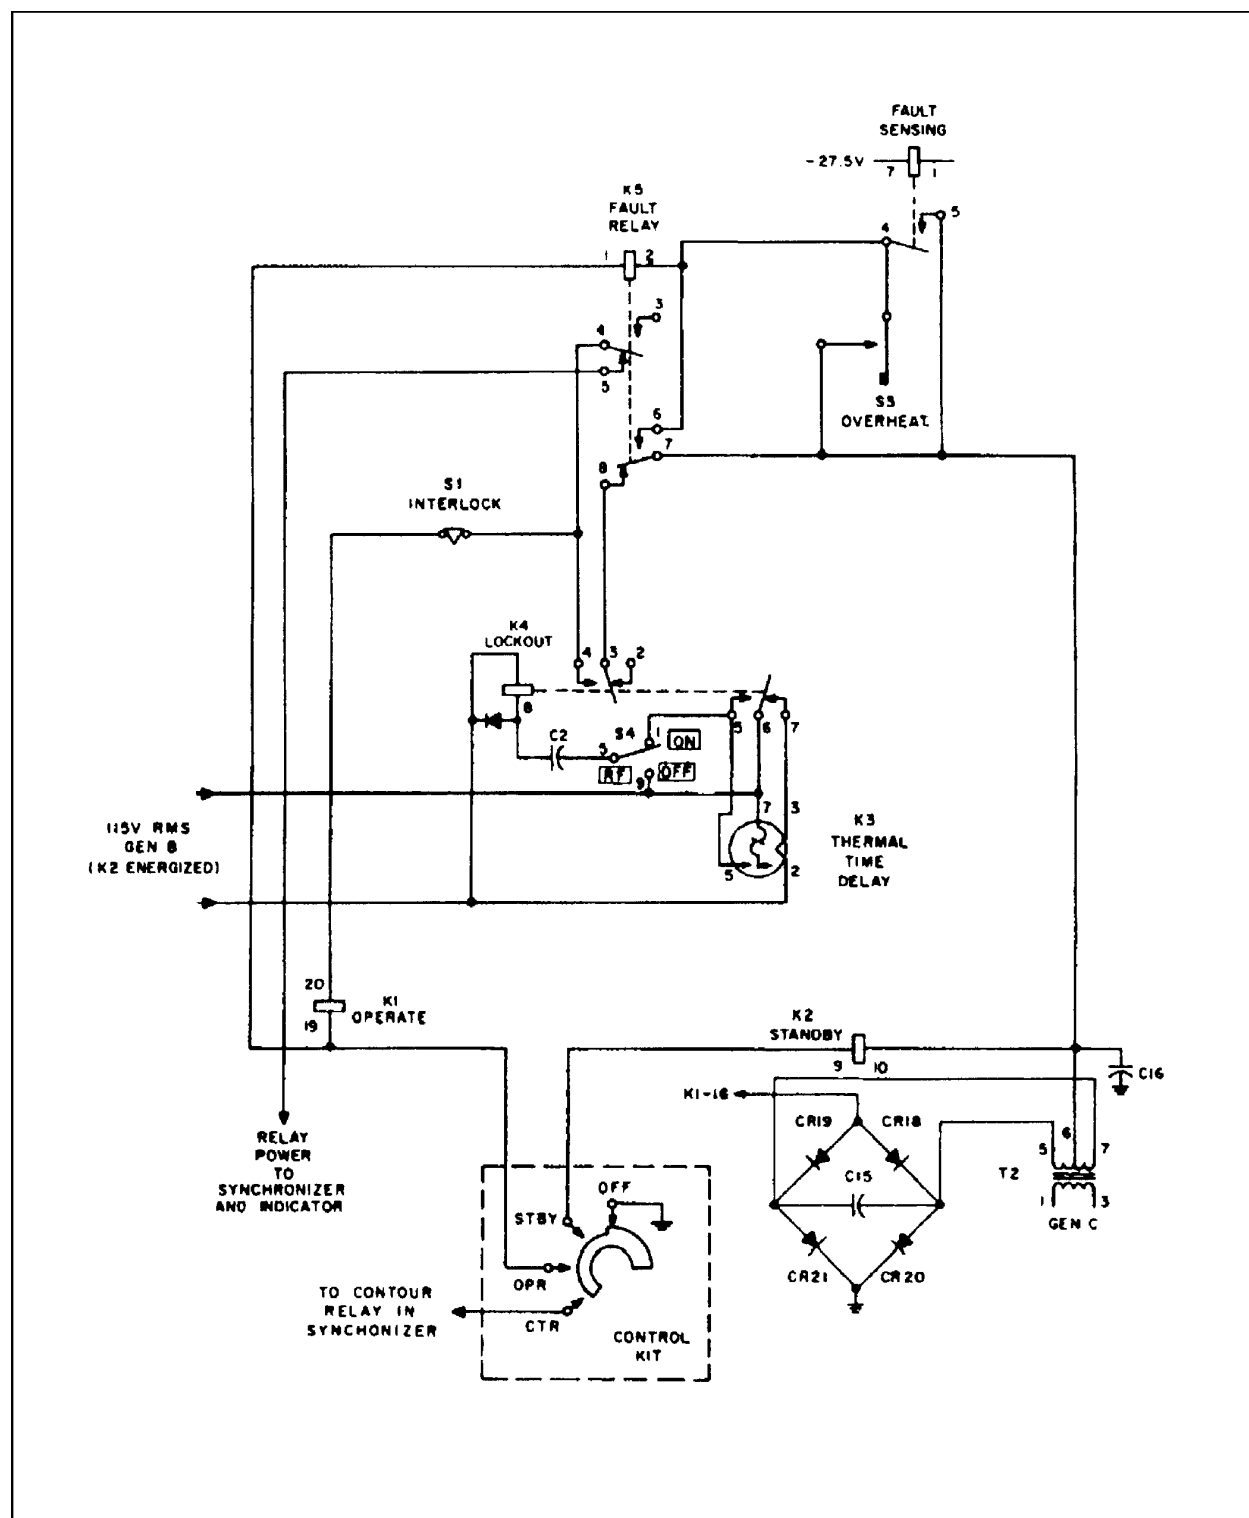 FAULT
SENSING
-27.5V
7
1
K5
FAULT
RELAY
5
4
1
2
3
4
5
S3
OVERHEAT
6
7
8
S1
INTERLOCK
K4
LOCKOUT
4
3
2
8
C2
S4
1
ON
5
5
6
7
RF
OFF
9
7
3
115V RMS
GEN B
(K2 ENERGIZED)
K3
THERMAL
TIME
DELAY
5
2
20
K1
OPERATE
19
K2
STANDBY
9
10
C16
K1-16
CR19
CR18
6
5
7
C15
T2
1
3
GEN C
CR21
CR20
RELAY
POWER
TO
SYNCHRONIZER
AND INDICATOR
OFF
STBY
OPR
CTR
TO CONTOUR
RELAY IN
SYNCHONIZER
CONTROL
KIT